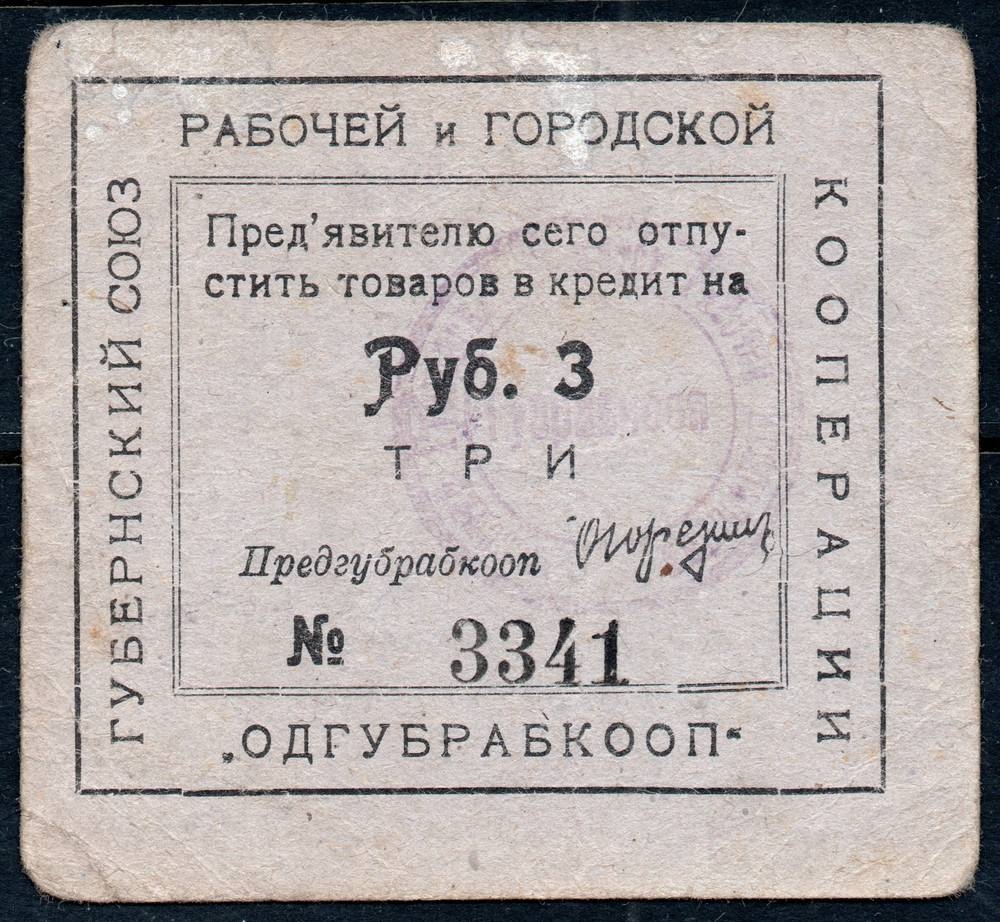 ГУБЕРНСКИЙ СОЮЗ
РАБОЧЕЙ и ГОРОДСКОЙ
КООПЕРАЦИИ
Пред’явителю сего отпу-
стить товаров в кредит на
Руб. 3
ТРИ
Предгубрабкооп
№ 3341
„ОДГУБРАБКООП“